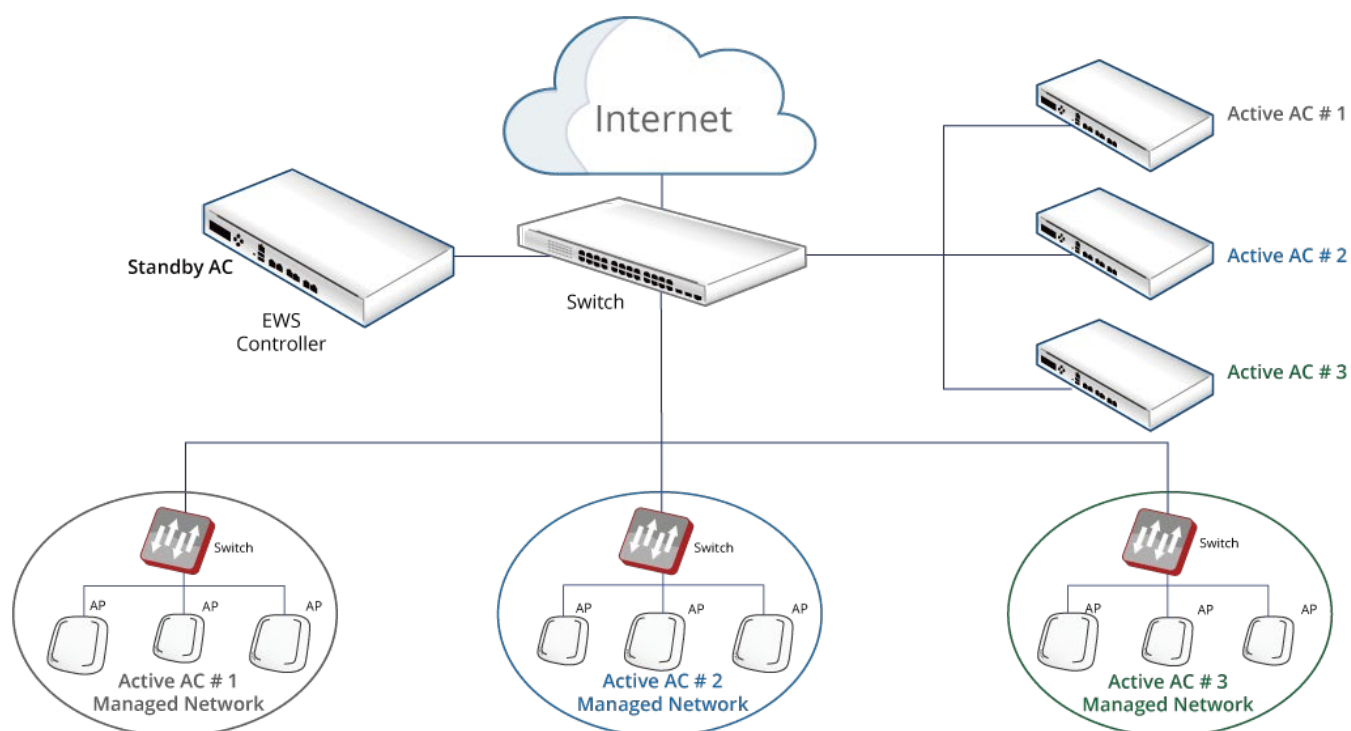 Internet
Active AC # 1
Active AC # 2
Standby AC
EWS
Controller
Switch
Active AC # 3
Switch
Switch
Switch
AP
AP
AP
AP
AP
AP
AP
AP
AP
Active AC # 1
Managed Network
Active AC # 2
Managed Network
Active AC # 3
Managed Network